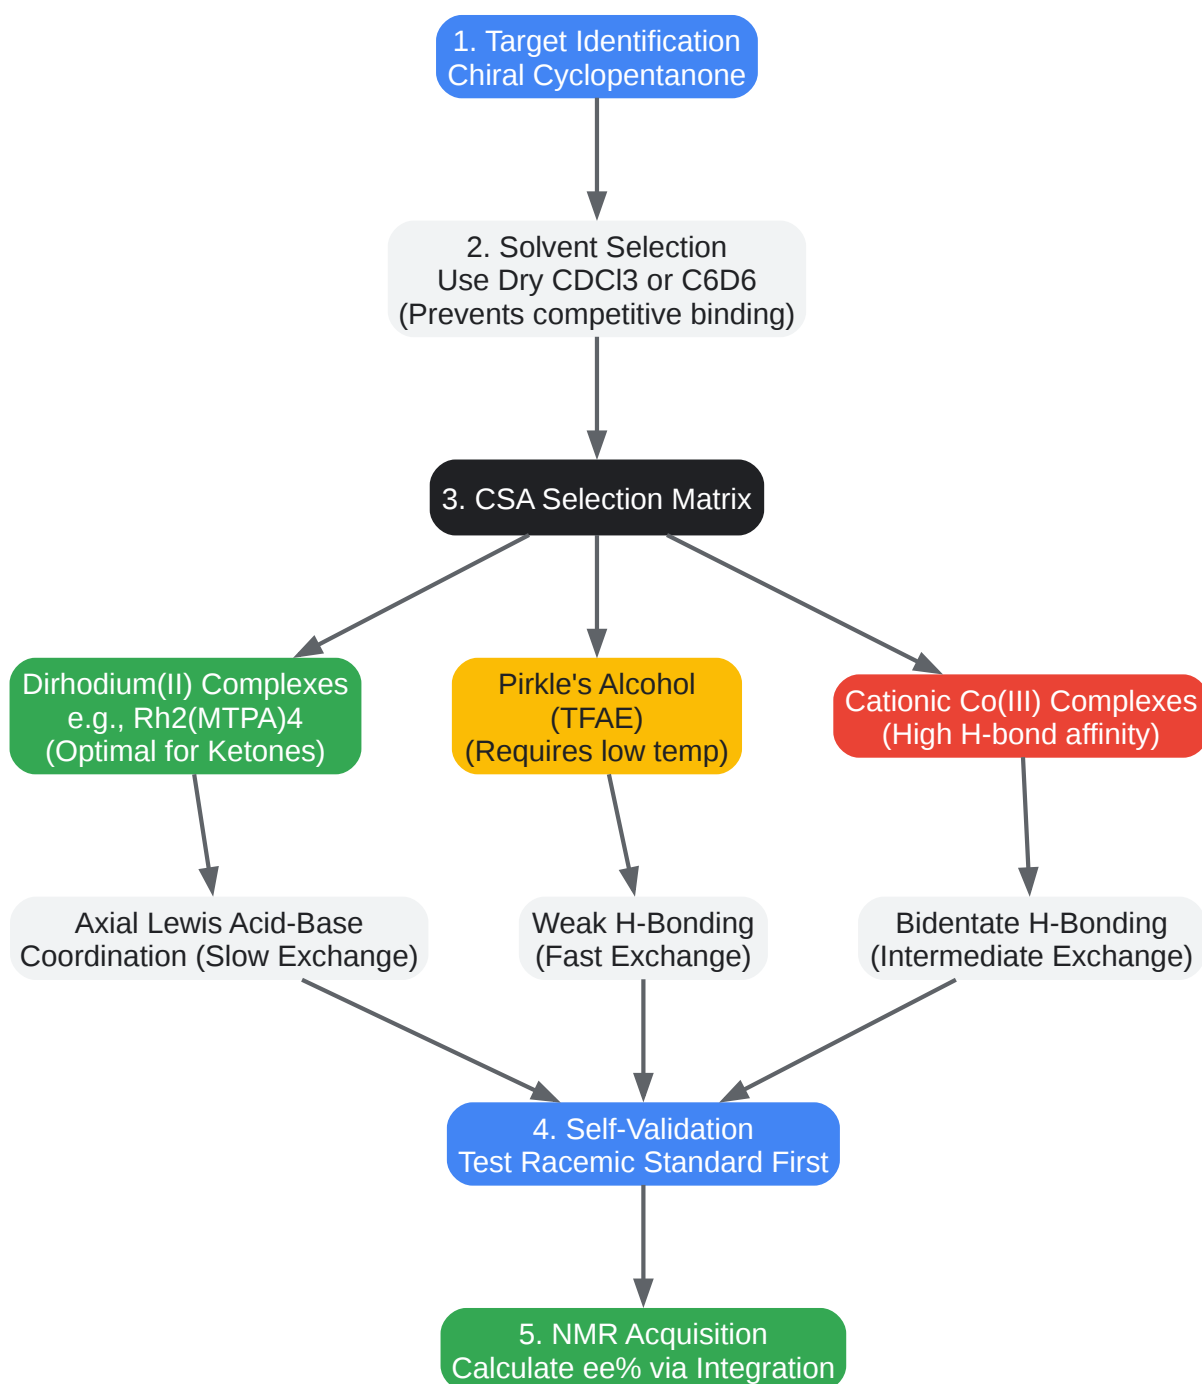 1. Target Identification
Chiral Cyclopentanone
2. Solvent Selection
Use Dry CDCl3 or C6D6
(Prevents competitive binding)
3. CSA Selection Matrix
Dirhodium(II) Complexes
e.g., Rh2(MTPA)4
(Optimal for Ketones)
Pirkle's Alcohol
(TFAE)
(Requires low temp)
Cationic Co(III) Complexes
(High H-bond affinity)
Axial Lewis Acid-Base
Coordination (Slow Exchange)
Weak H-Bonding
(Fast Exchange)
Bidentate H-Bonding
(Intermediate Exchange)
4. Self-Validation
Test Racemic Standard First
5. NMR Acquisition
Calculate ee% via Integration